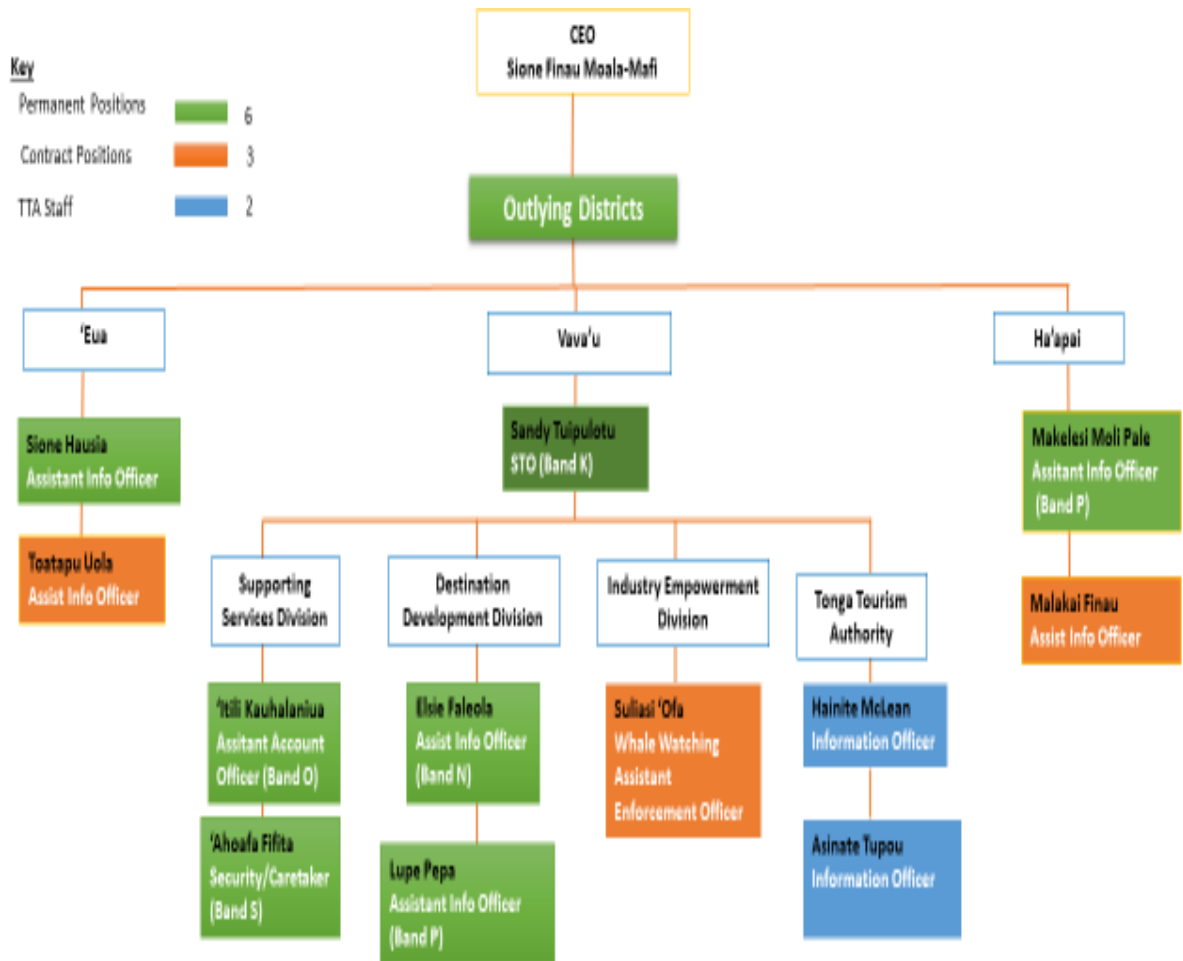 CEO
Sione Finau Moala-Mafi
Key
Permanent Positions 6
Contract Positions 3
TTA Staff 2
Outlying Districts
'Eua
Vava'u
Ha'apai
Sione Hausia
Assistant Info Officer
Toatapu Uola
Assist Info Officer
Sandy Tuipulotu
STO (Band K)
Makelesi Moli Pale
Assitant Info Officer
(Band P)
Malakai Finau
Assist Info Officer
Supporting
Services Division
Destination
Development Division
Industry Empowerment
Division
Tonga Tourism
Authority
'Itili Kauhalaniua
Assitant Account
Officer (Band O)
'Ahoafa Fifita
Security/Caretaker
(Band S)
Elsie Faleola
Assist Info Officer
(Band N)
Lupe Pepa
Assistant Info Officer
(Band P)
Suliasi 'Ofa
Whale Watching
Assistant
Enforcement Officer
Hainite McLean
Information Officer
Asinate Tupou
Information Officer